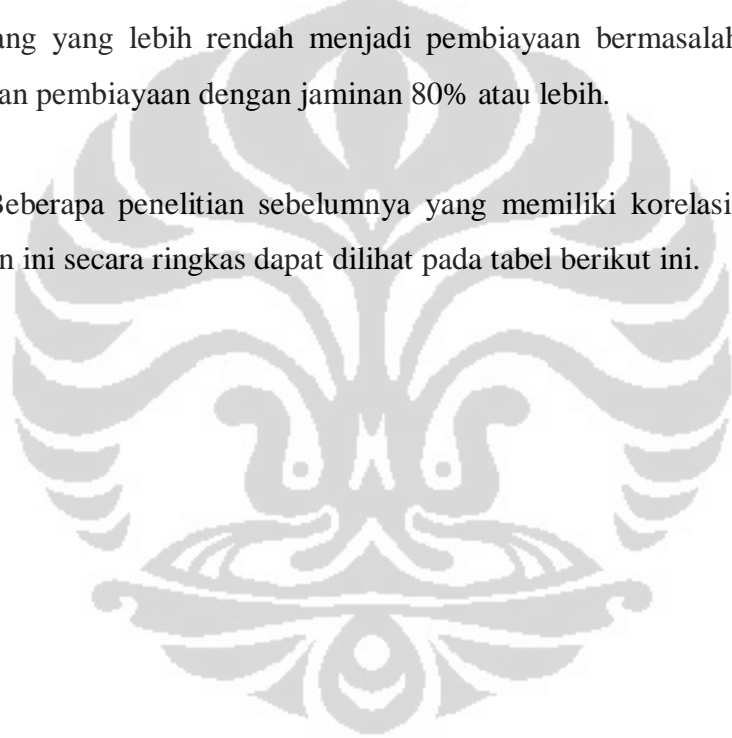 ang yang lebih rendah menjadi pembiayaan bermasalah
an pembiayaan dengan jaminan 80% atau lebih.
Beberapa penelitian sebelumnya yang memiliki korelasi
n ini secara ringkas dapat dilihat pada tabel berikut ini.